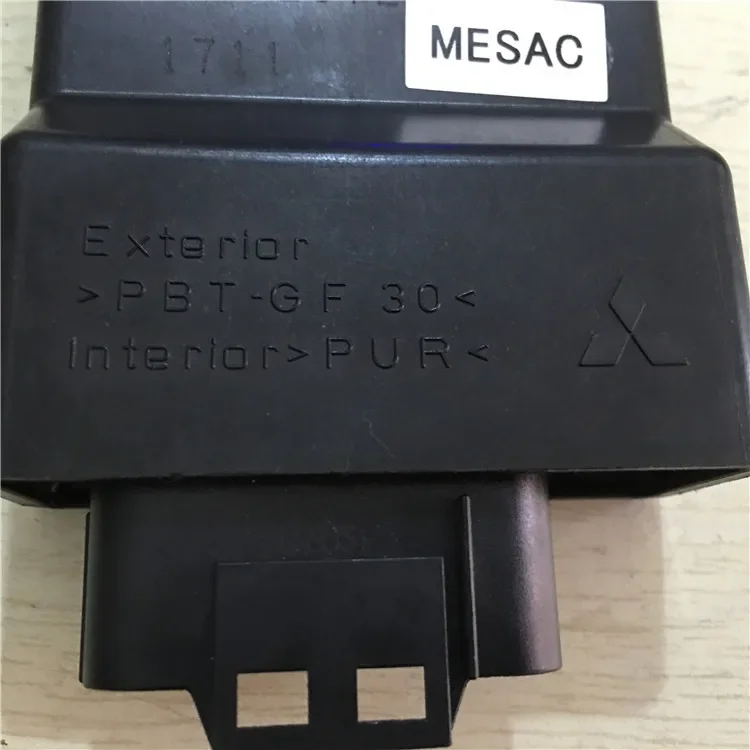 1711
MESAC
Exterior
>PBT-GF 30<
Interior>PUR<